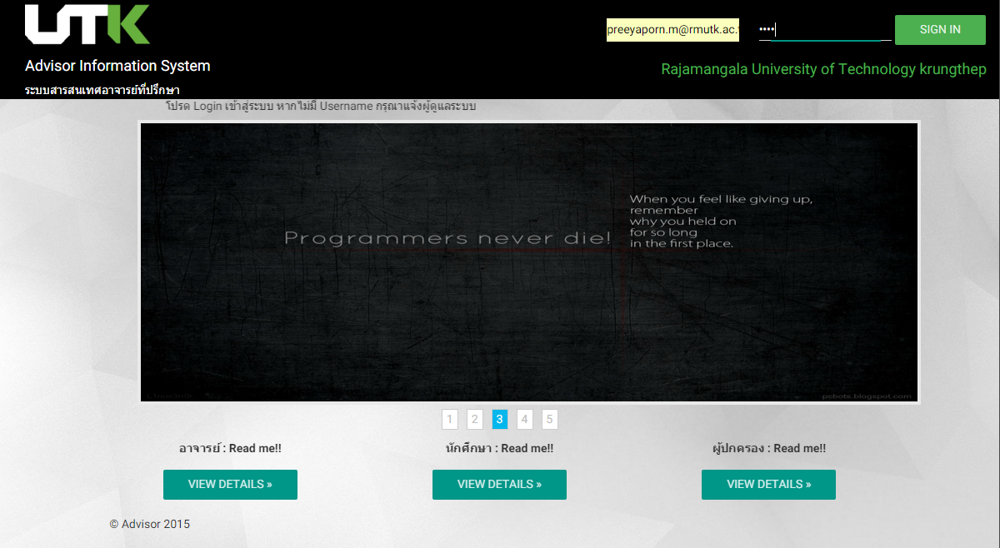 UTK
preeyaporn.m@rmutk.ac.
••••
SIGN IN
Advisor Information System
Rajamangala University of Technology krungthep
ระบบสารสนเทศอาจารย์ที่ปรึกษา
โปรด Login เข้าสู่ระบบ หากไม่มี Username กรุณาแจ้งผู้ดูแลระบบ
Programmers never die!
When you feel like giving up,
remember
why you held on
for so long
in the first place.
pcbots.blogspot.com
1 2 3 4 5
อาจารย์ : Read me!!
นักศึกษา : Read me!!
ผู้ปกครอง : Read me!!
VIEW DETAILS »
VIEW DETAILS »
VIEW DETAILS »
© Advisor 2015